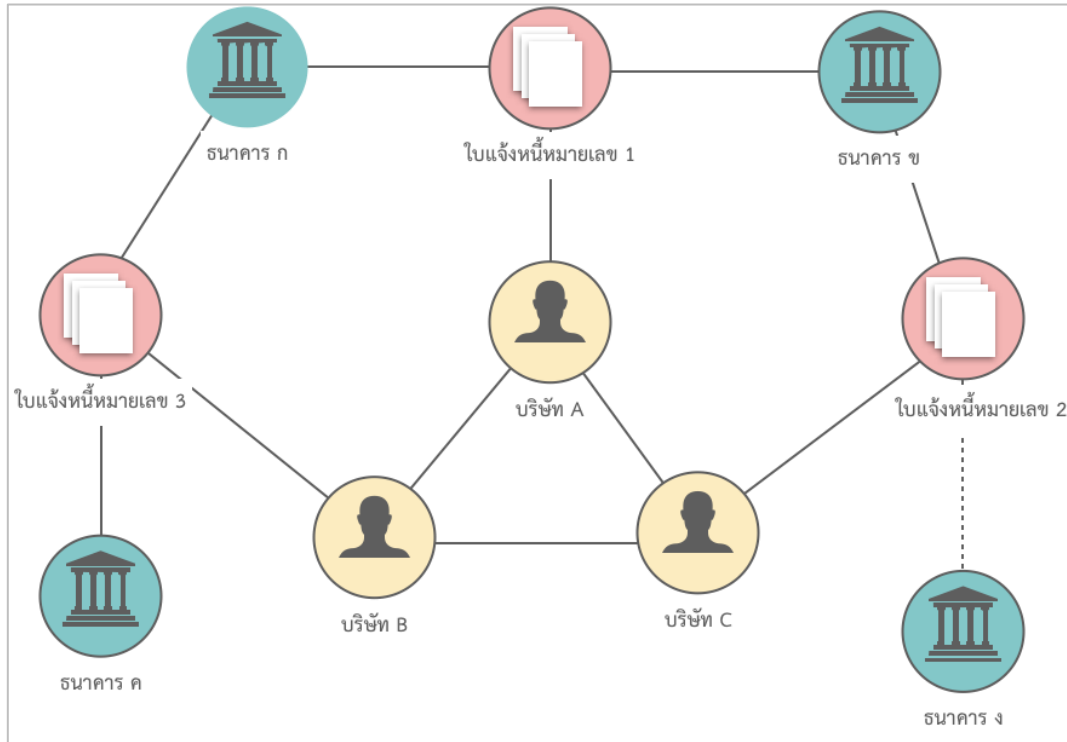 ธนาคาร ก
ใบแจ้งหนี้หมายเลข 1
ธนาคาร ข
ใบแจ้งหนี้หมายเลข 3
บริษัท A
ใบแจ้งหนี้หมายเลข 2
บริษัท B
บริษัท C
ธนาคาร ค
ธนาคาร ง